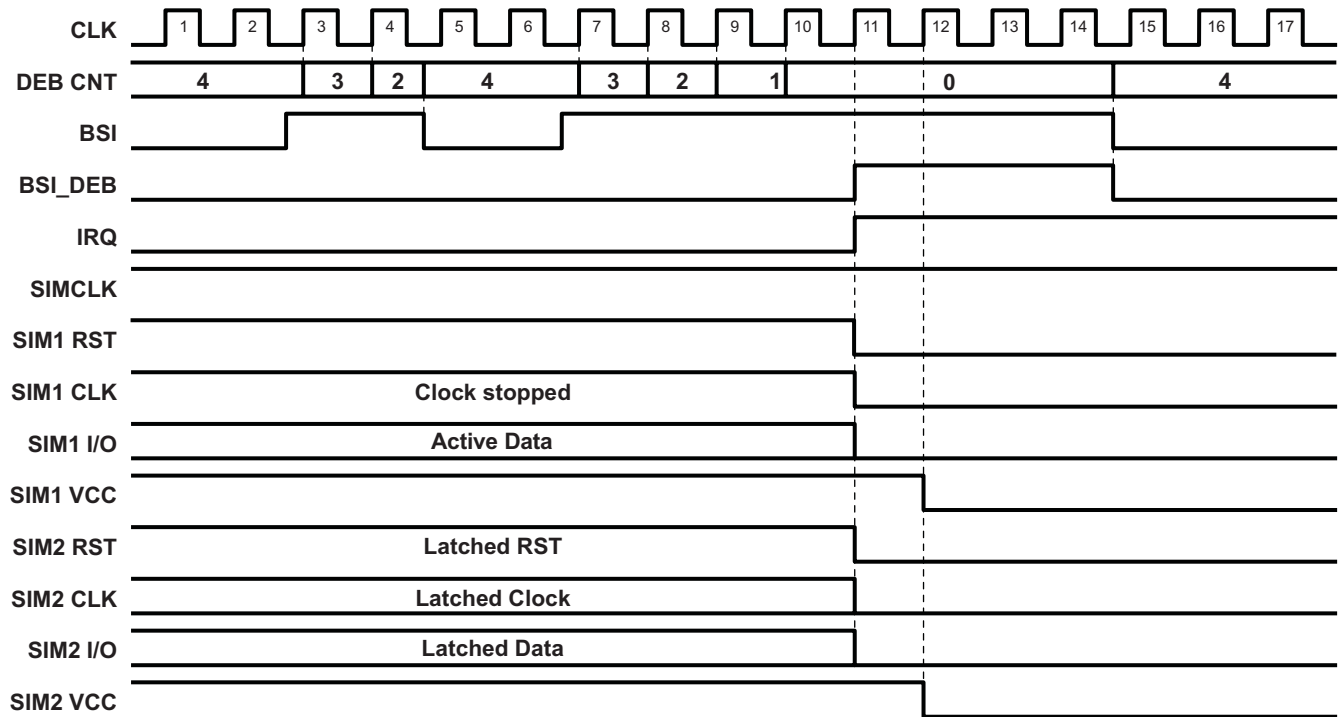 CLK 1 2 3 4 5 6 7 8 9 10 11 12 13 14 15 16 17
DEB CNT 4 3 2 4 3 2 1 0 4
BSI
BSI_DEB
IRQ
SIMCLK
SIM1 RST
SIM1 CLK Clock stopped
SIM1 I/O Active Data
SIM1 VCC
SIM2 RST Latched RST
SIM2 CLK Latched Clock
SIM2 I/O Latched Data
SIM2 VCC